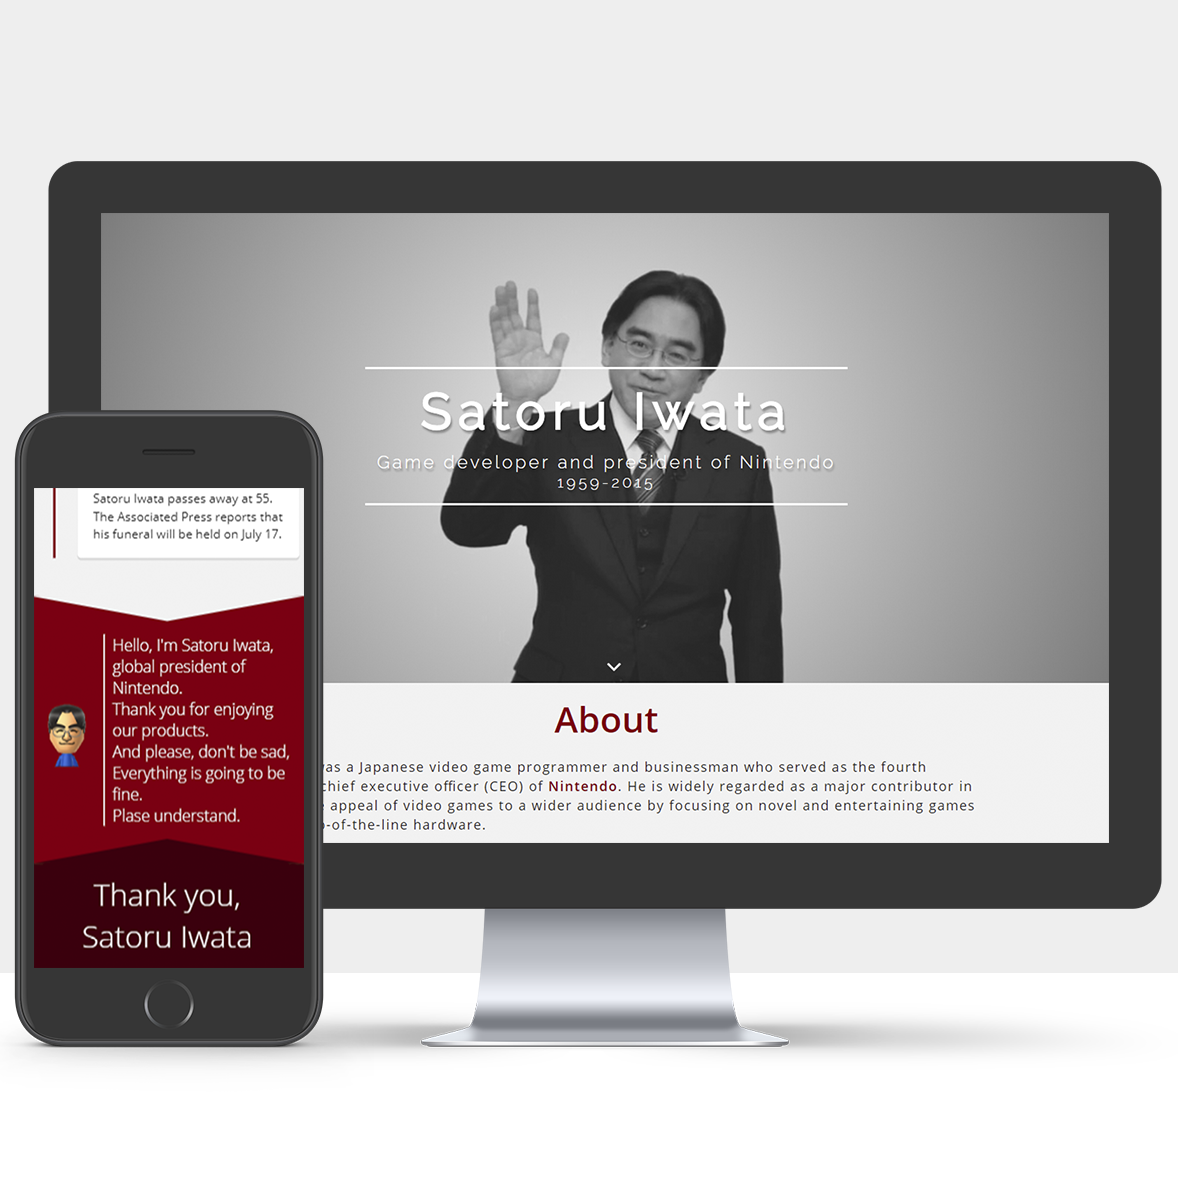 Satoru Iwata
Game developer and president of Nintendo
1959-2015
About
was a Japanese video game programmer and businessman who served as the fourth
chief executive officer (CEO) of Nintendo. He is widely regarded as a major contributor in
appeal of video games to a wider audience by focusing on novel and entertaining games
-of-the-line hardware.
Satoru Iwata passes away at 55.
The Associated Press reports that
his funeral will be held on July 17.
Hello, I'm Satoru Iwata,
global president of
Nintendo.
Thank you for enjoying
our products.
And please, don't be sad,
Everything is going to be
fine.
Plase understand.
Thank you,
Satoru Iwata